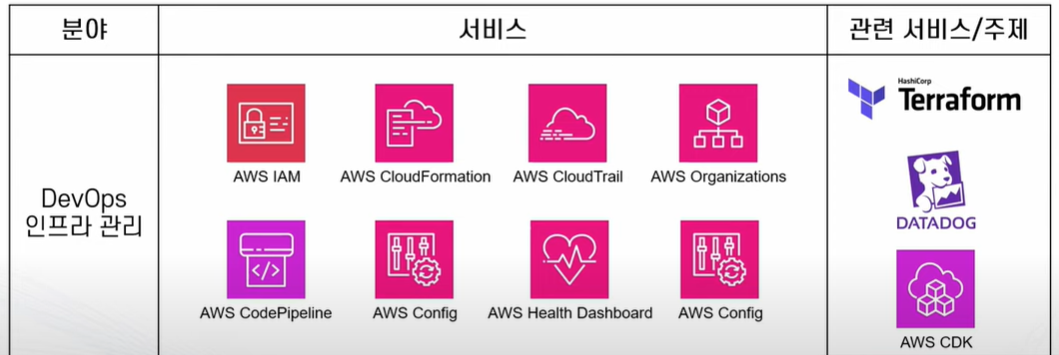 분야 서비스 관련 서비스/주제
DevOps
인프라 관리
AWS IAM AWS CloudFormation AWS CloudTrail AWS Organizations
</>
AWS CodePipeline AWS Config AWS Health Dashboard AWS Config
HashiCorp
Terraform
DATADOG
AWS CDK